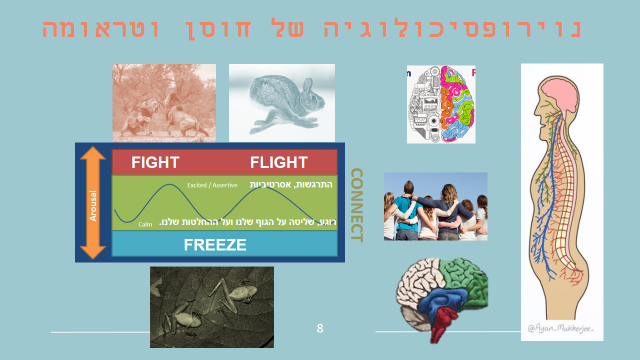 נוירופסיכולוגיה של חוסן וטראומה
FIGHT FLIGHT
Excited / Assertive התרגשות, אסרטיביות
Arousal
Calm רוגע, שליטה על הגוף שלנו ועל ההחלטות שלנו.
FREEZE
CONNECT
8
@Ayan_Mukherjee_